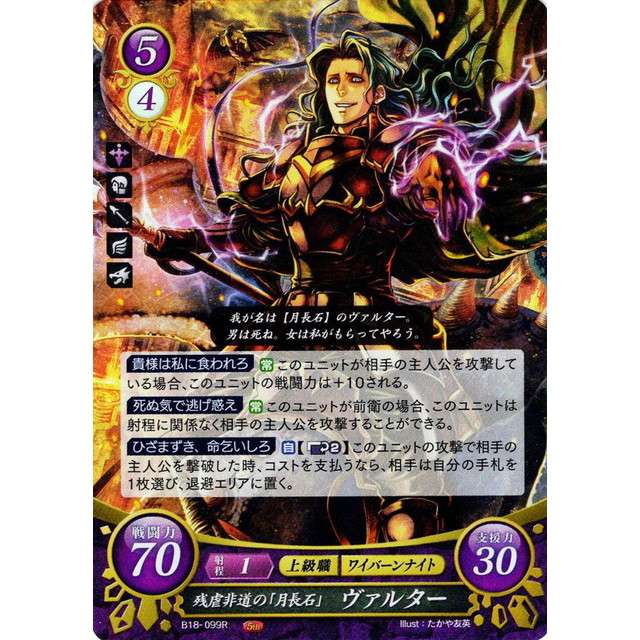 5
4
我が名は【月長石】のヴァルター。
男は死ね。女は私がもらってやろう。
貴様は私に食われろ 常 このユニットが相手の主人公を攻撃して
いる場合、このユニットの戦闘力は+10される。
死ぬ気で逃げ惑え 常 このユニットが前衛の場合、このユニットは
射程に関係なく相手の主人公を攻撃することができる。
ひざまずき、命乞いしろ 自【2】このユニットの攻撃で相手の
主人公を撃破した時、コストを支払うなら、相手は自分の手札を
1枚選び、退避エリアに置く。
戦闘力
70
射程 1 上級職 ワイバーンナイト
支援力
30
残虐非道の「月長石」 ヴァルター
B18-099R 5th Illust:たかや友英